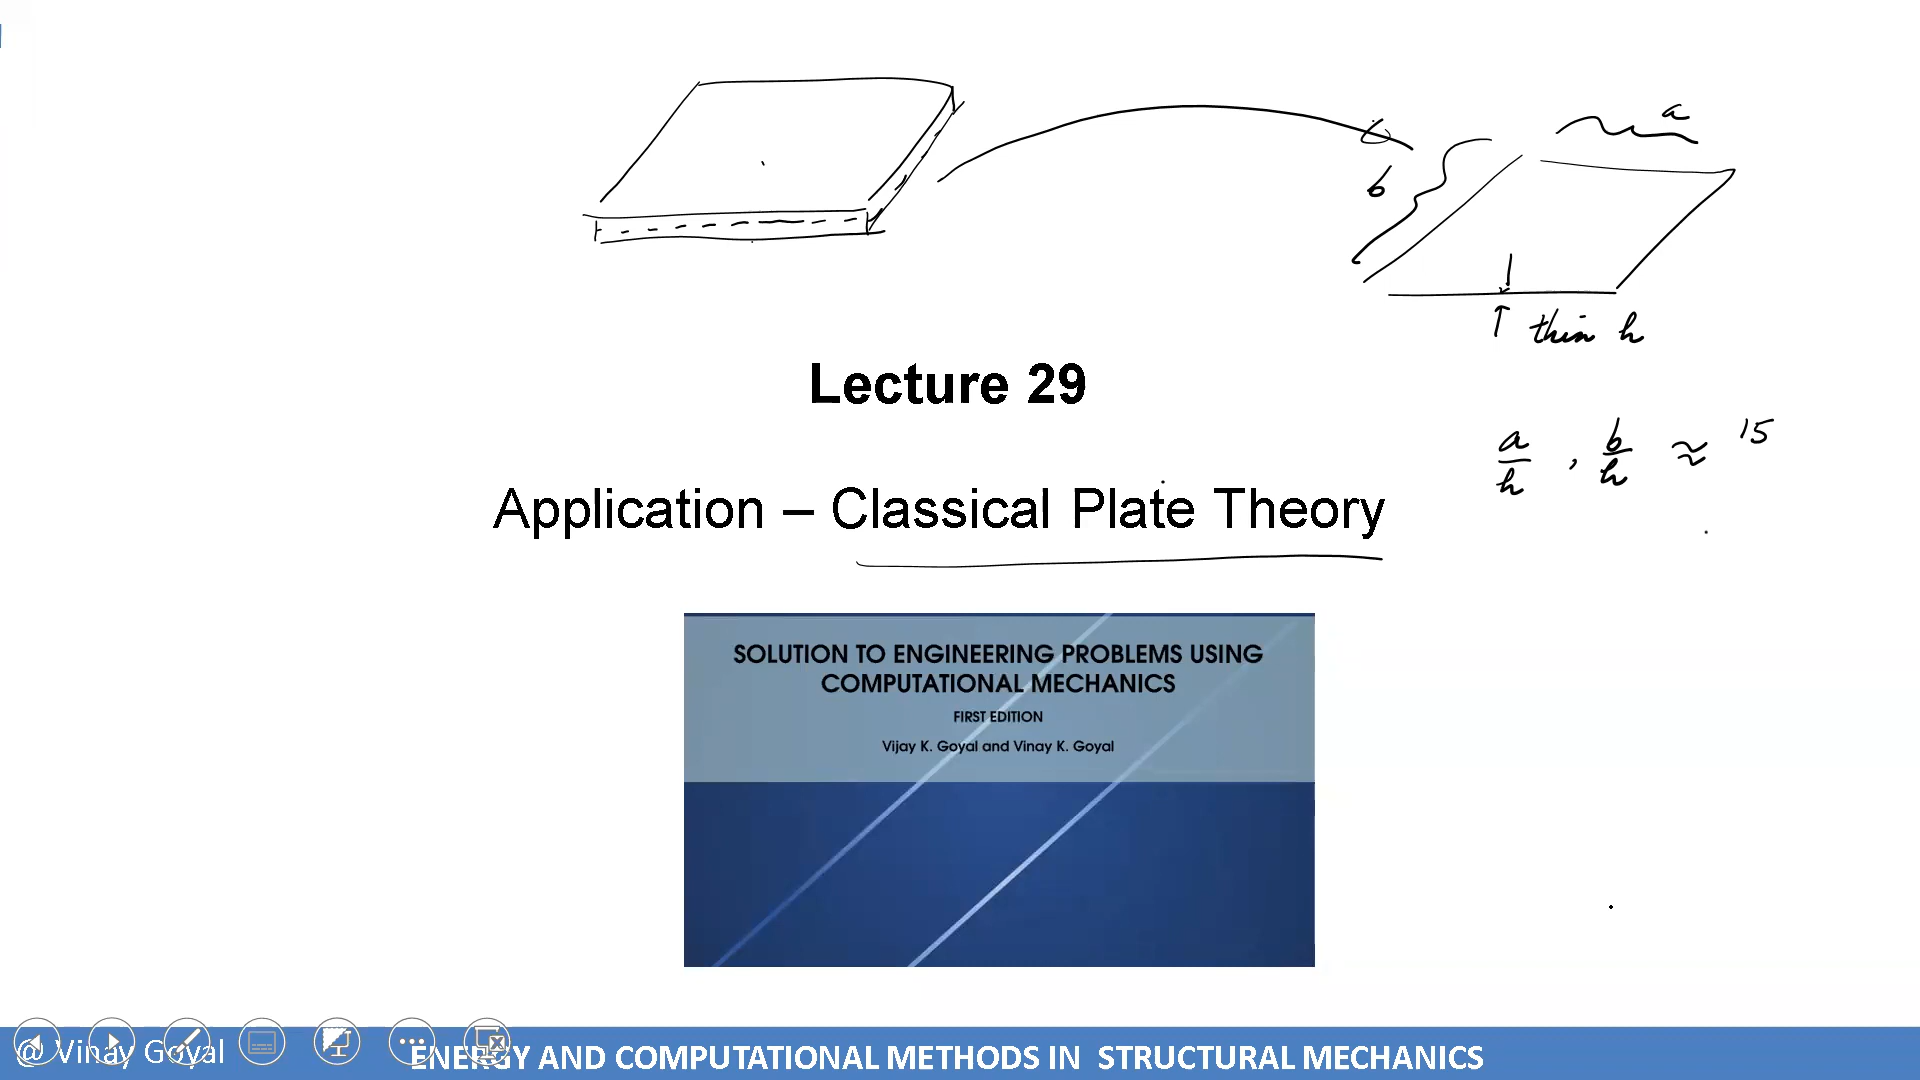 a
b
thin h
Lecture 29
a/h , b/h ≈ 15
Application – Classical Plate Theory
SOLUTION TO ENGINEERING PROBLEMS USING
COMPUTATIONAL MECHANICS
FIRST EDITION
Vijay K. Goyal and Vinay K. Goyal
@ Vinay Goyal
ENERGY AND COMPUTATIONAL METHODS IN STRUCTURAL MECHANICS